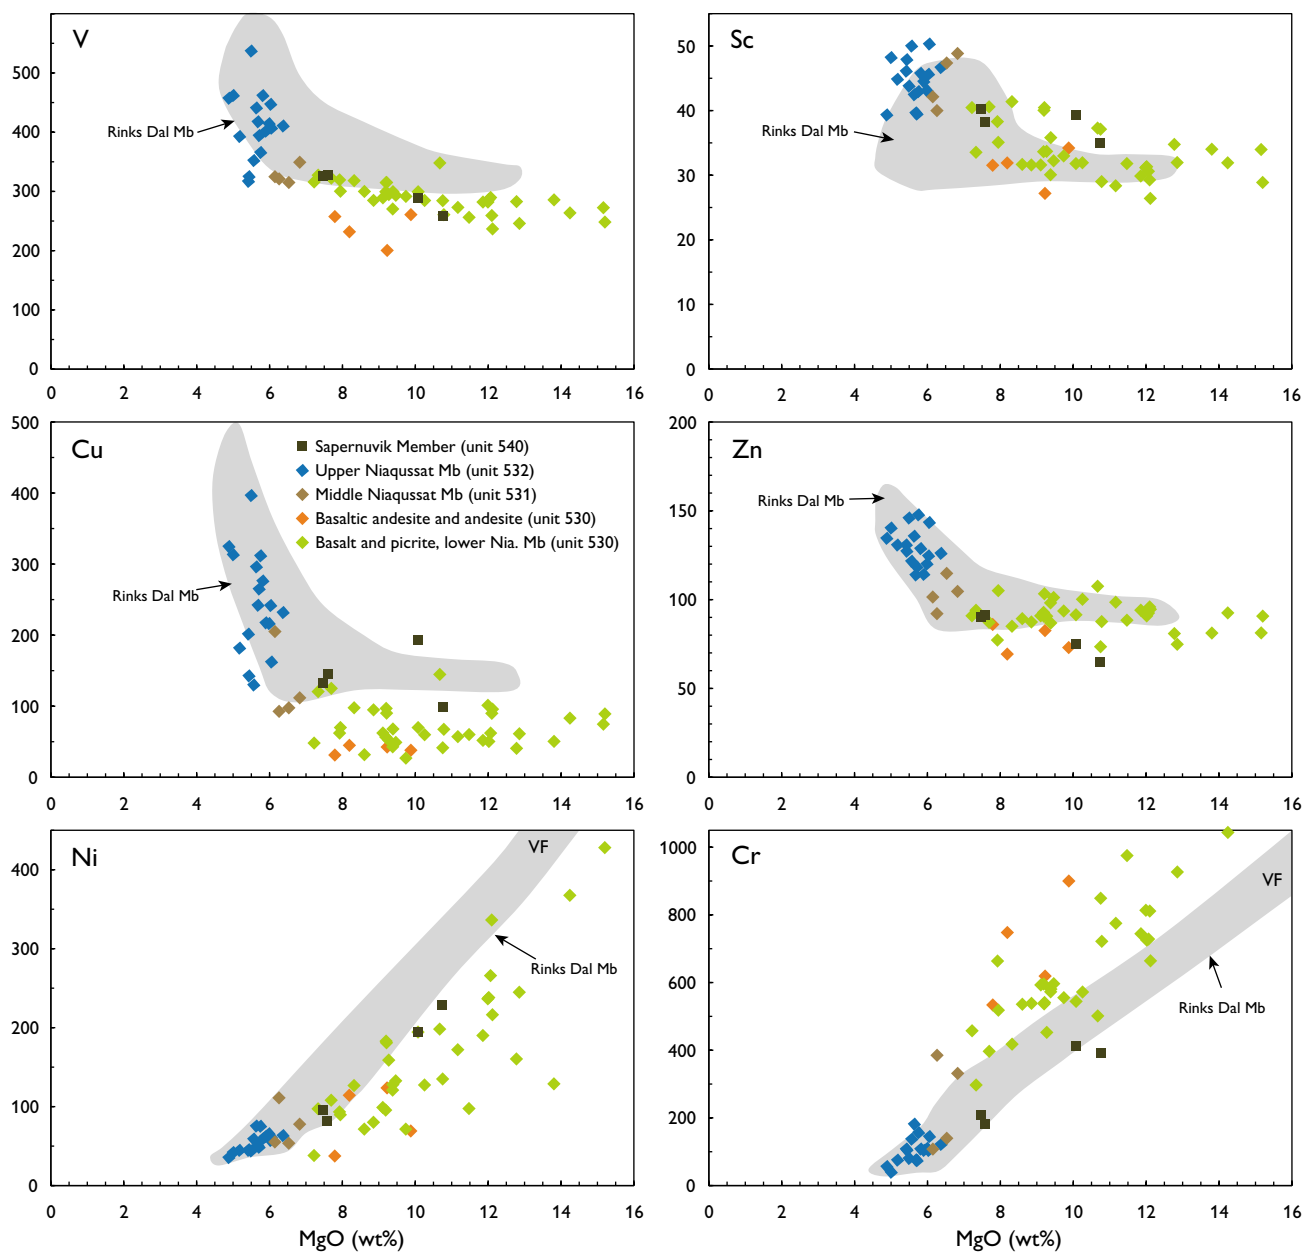 V
500
400
300
200
100
0
Rinks Dal Mb
0 2 4 6 8 10 12 14 16
Sc
50
40
30
20
10
0
Rinks Dal Mb
0 2 4 6 8 10 12 14 16
Cu
500
400
300
200
100
0
Sapernuvik Member (unit 540)
Upper Niaqussat Mb (unit 532)
Middle Niaqussat Mb (unit 531)
Basaltic andesite and andesite (unit 530)
Basalt and picrite, lower Nia. Mb (unit 530)
Rinks Dal Mb
0 2 4 6 8 10 12 14 16
Zn
200
150
100
50
0
Rinks Dal Mb
0 2 4 6 8 10 12 14 16
Ni
400
300
200
100
0
VF
Rinks Dal Mb
0 2 4 6 8 10 12 14 16
MgO (wt%)
Cr
1000
800
600
400
200
0
VF
Rinks Dal Mb
0 2 4 6 8 10 12 14 16
MgO (wt%)